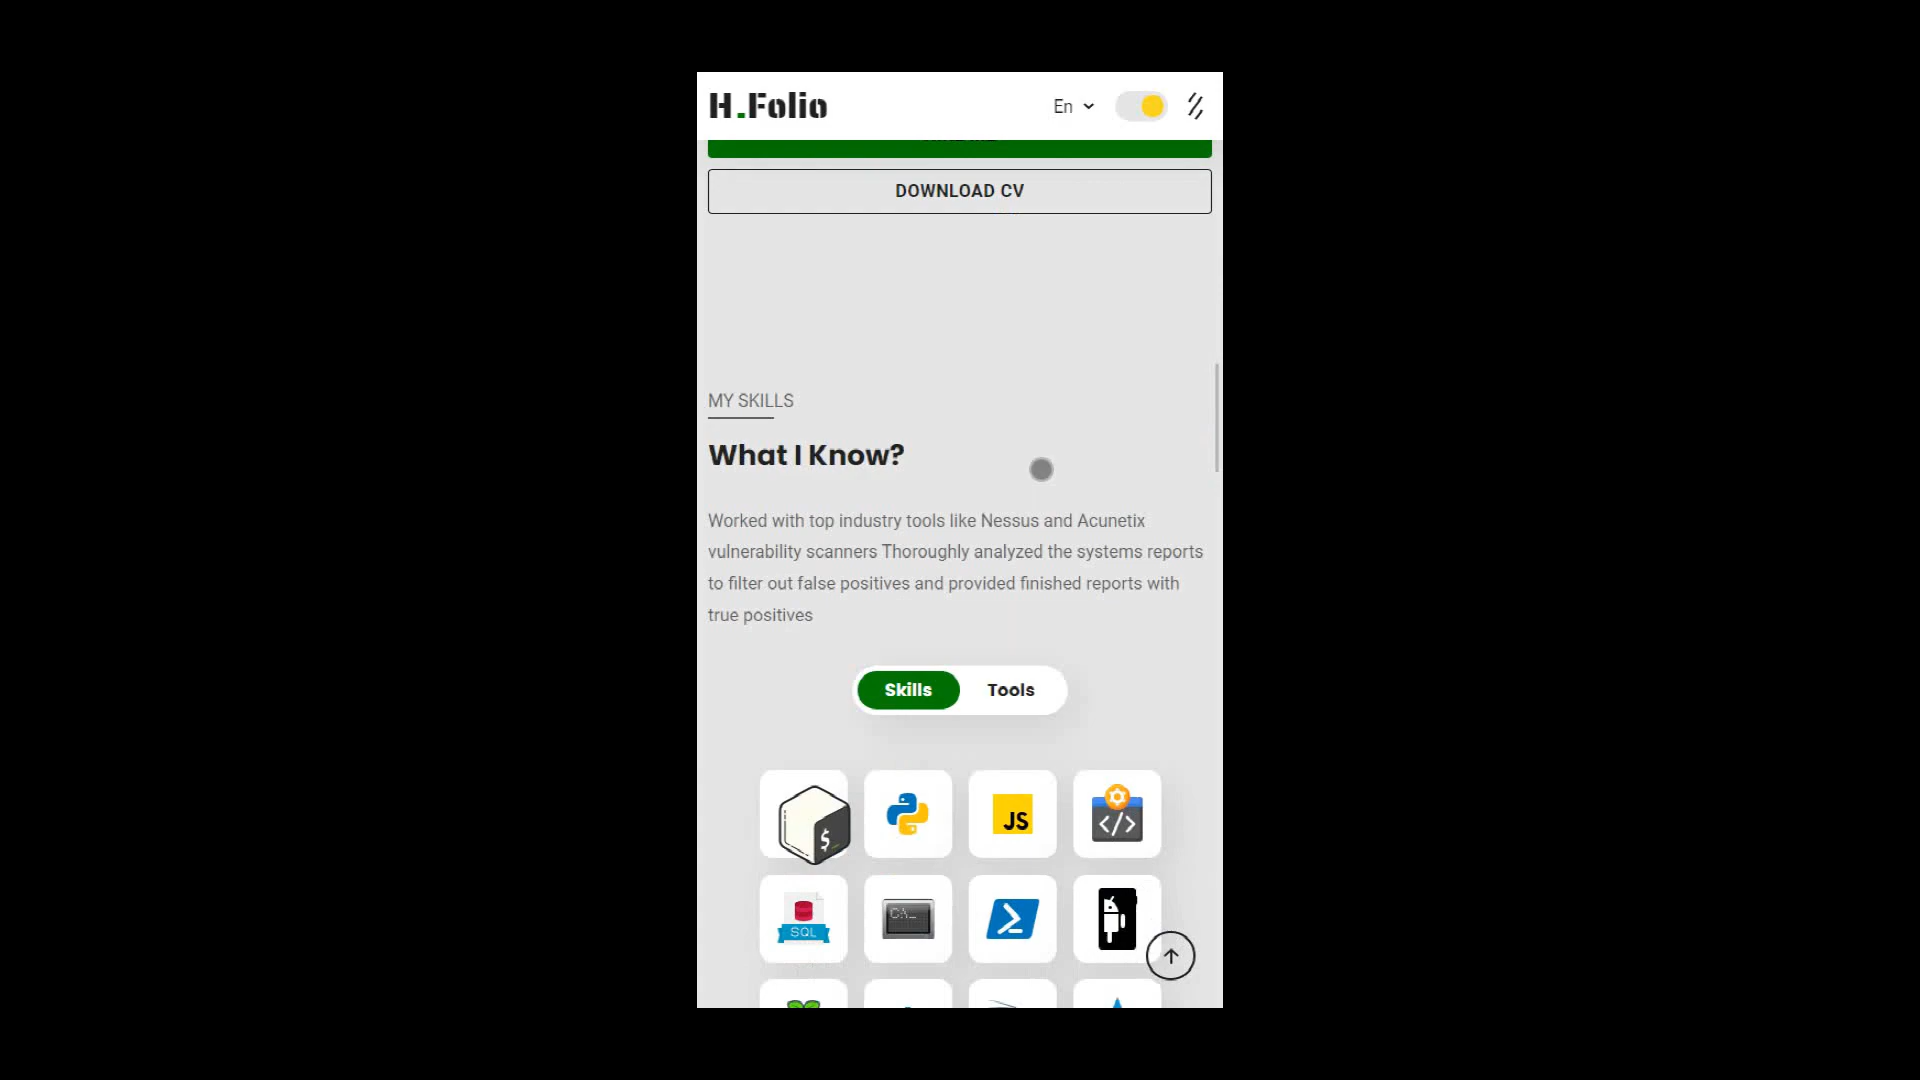 H.Folio
En
DOWNLOAD CV
MY SKILLS
What I Know?
Worked with top industry tools like Nessus and Acunetix
vulnerability scanners Thoroughly analyzed the systems reports
to filter out false positives and provided finished reports with
true positives
Skills
Tools
$_
JS
</>
SQL
C:\_